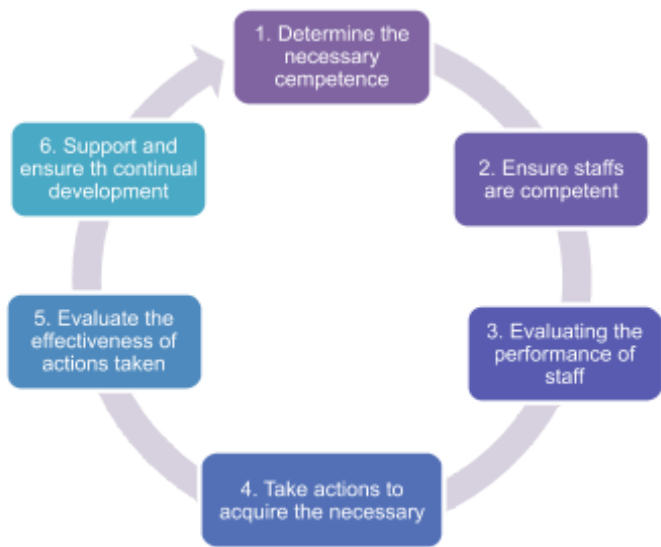 1. Determine the
necessary
cempetence
2. Ensure staffs
are competent
3. Evaluating the
performance of
staff
4. Take actions to
acquire the necessary
5. Evaluate the
effectiveness of
actions taken
6. Support and
ensure th continual
development